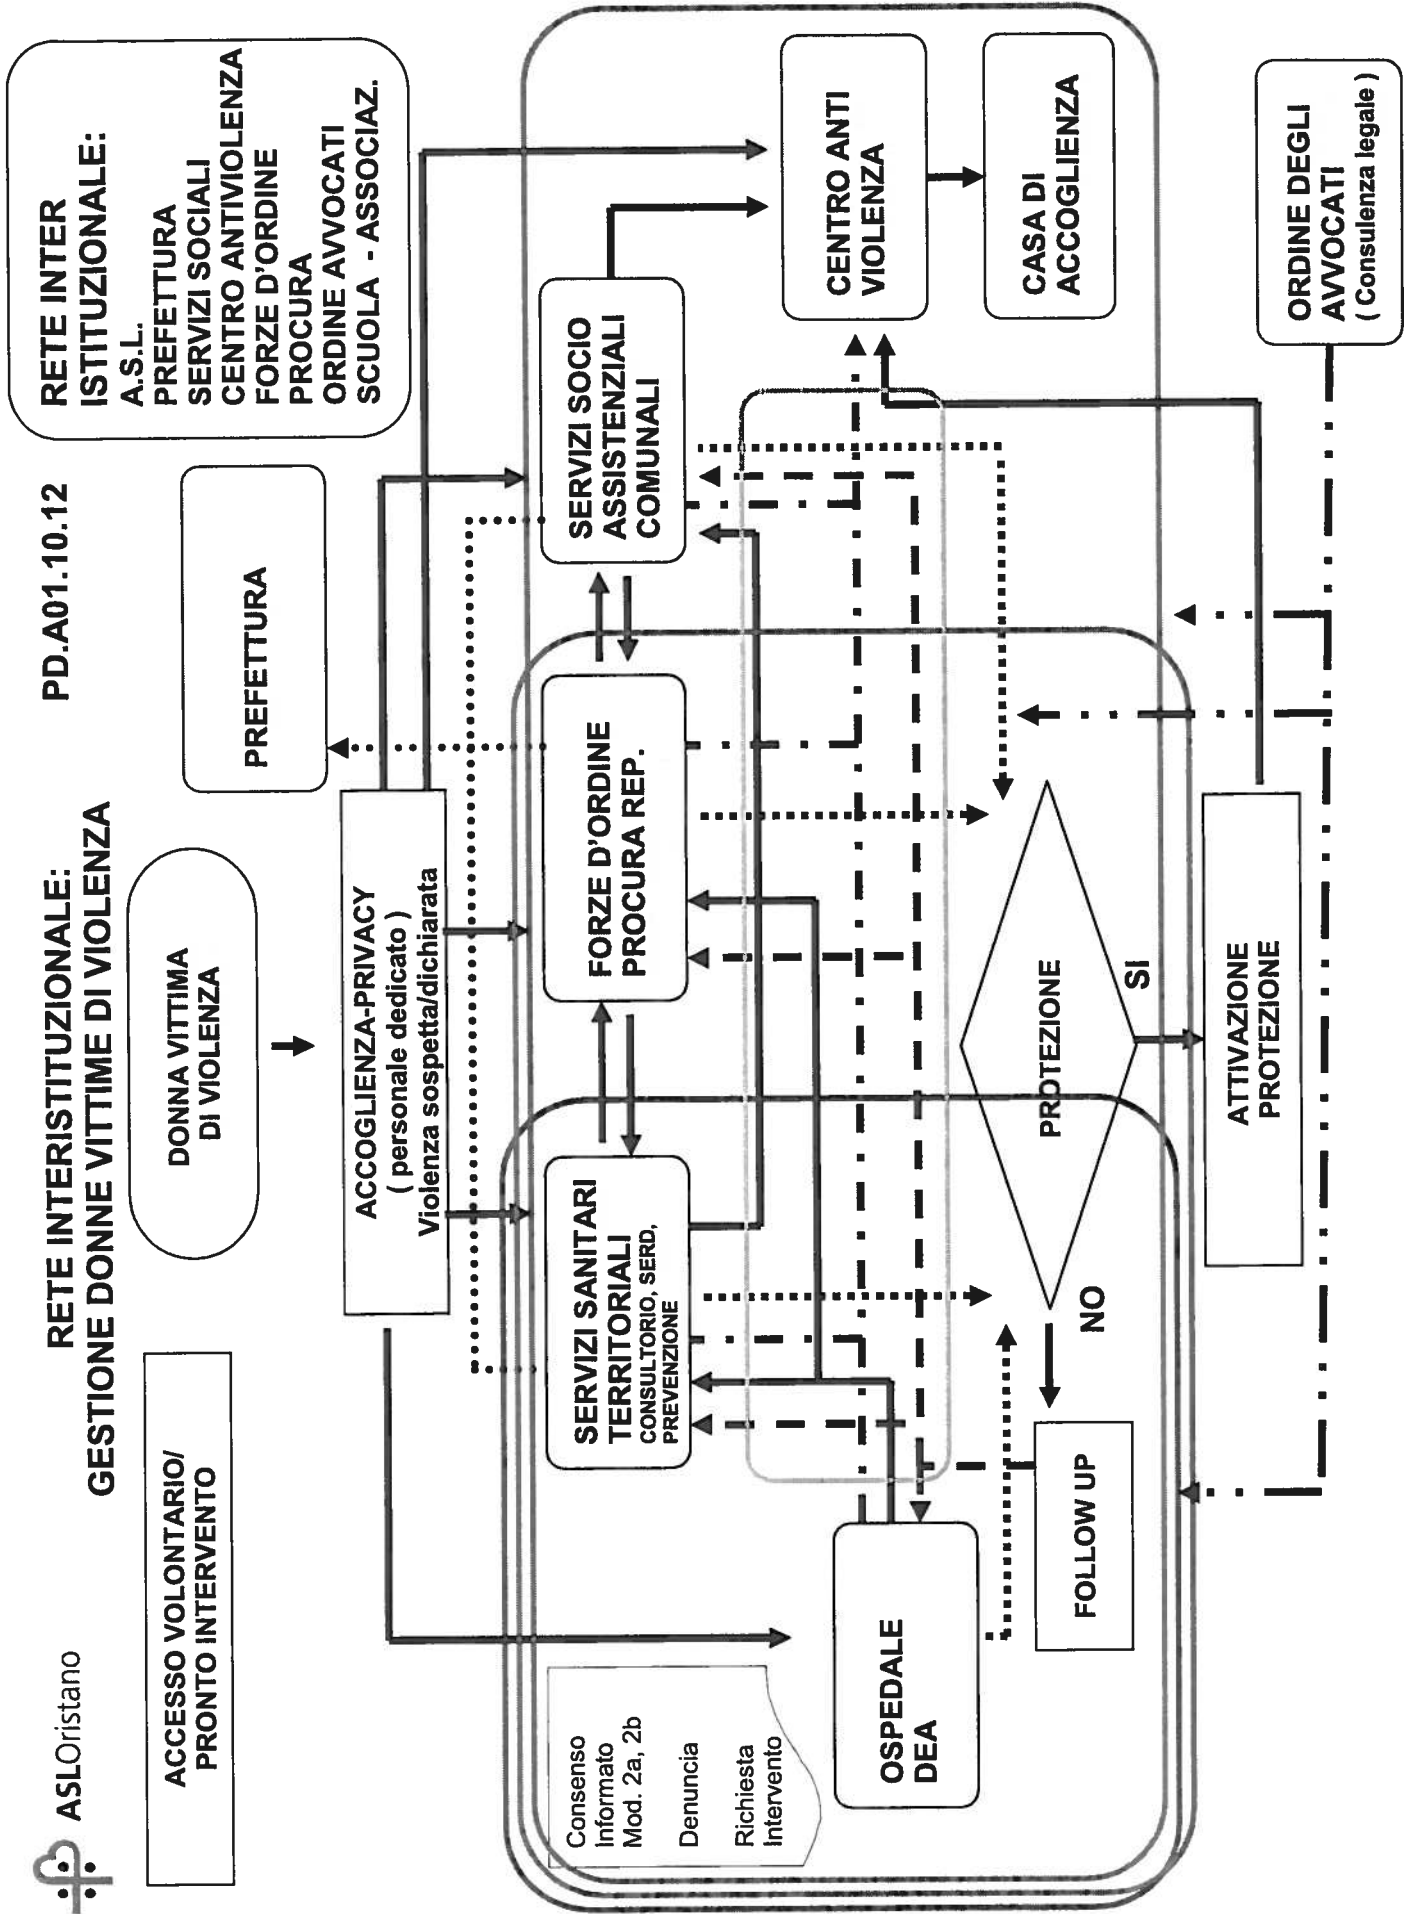 ASLOristano
RETE INTERISTITUZIONALE:
GESTIONE DONNE VITTIME DI VIOLENZA
PD.A01.10.12
RETE INTER
ISTITUZIONALE:
A.S.L.
PREFETTURA
SERVIZI SOCIALI
CENTRO ANTIVIOLENZA
FORZE D'ORDINE
PROCURA
ORDINE AVVOCATI
SCUOLA - ASSOCIAZ.
ACCESSO VOLONTARIO/
PRONTO INTERVENTO
DONNA VITTIMA
DI VIOLENZA
PREFETTURA
ACCOGLIENZA-PRIVACY
( personale dedicato )
Violenza sospetta/dichiarata
Consenso
Informato
Mod. 2a, 2b
Denuncia
Richiesta
Intervento
SERVIZI SANITARI
TERRITORIALI
CONSULTORIO, SERD,
PREVENZIONE
FORZE D'ORDINE
PROCURA REP.
SERVIZI SOCIO
ASSISTENZIALI
COMUNALI
OSPEDALE
DEA
CENTRO ANTI
VIOLENZA
CASA DI
ACCOGLIENZA
PROTEZIONE
NO
SI
FOLLOW UP
ATTIVAZIONE
PROTEZIONE
ORDINE DEGLI
AVVOCATI
( Consulenza legale )